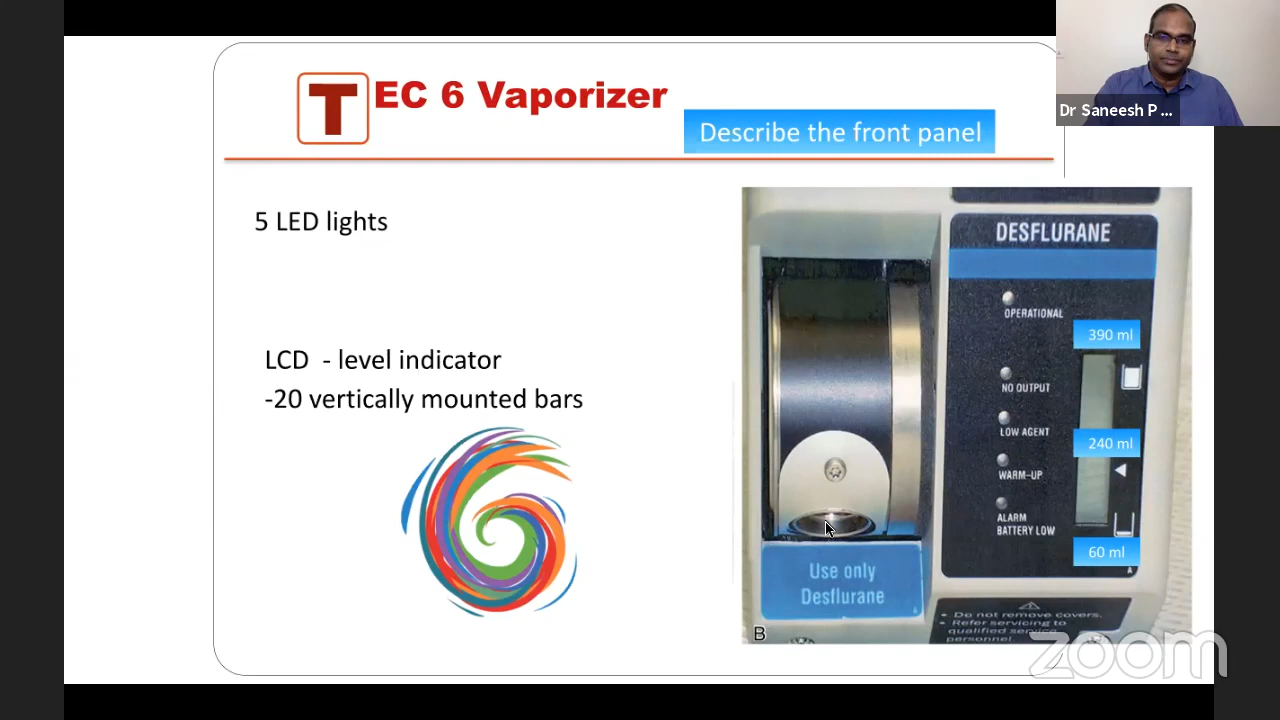 TEC 6 Vaporizer
Describe the front panel
Dr Saneesh P ...
5 LED lights
LCD - level indicator
-20 vertically mounted bars
DESFLURANE
OPERATIONAL
390 ml
NO OUTPUT
LOW AGENT
240 ml
WARM-UP
ALARM
BATTERY LOW
60 ml
A
Use only
Desflurane
B
• Do not remove covers.
• Refer servicing to
qualified service
personnel.
zoom